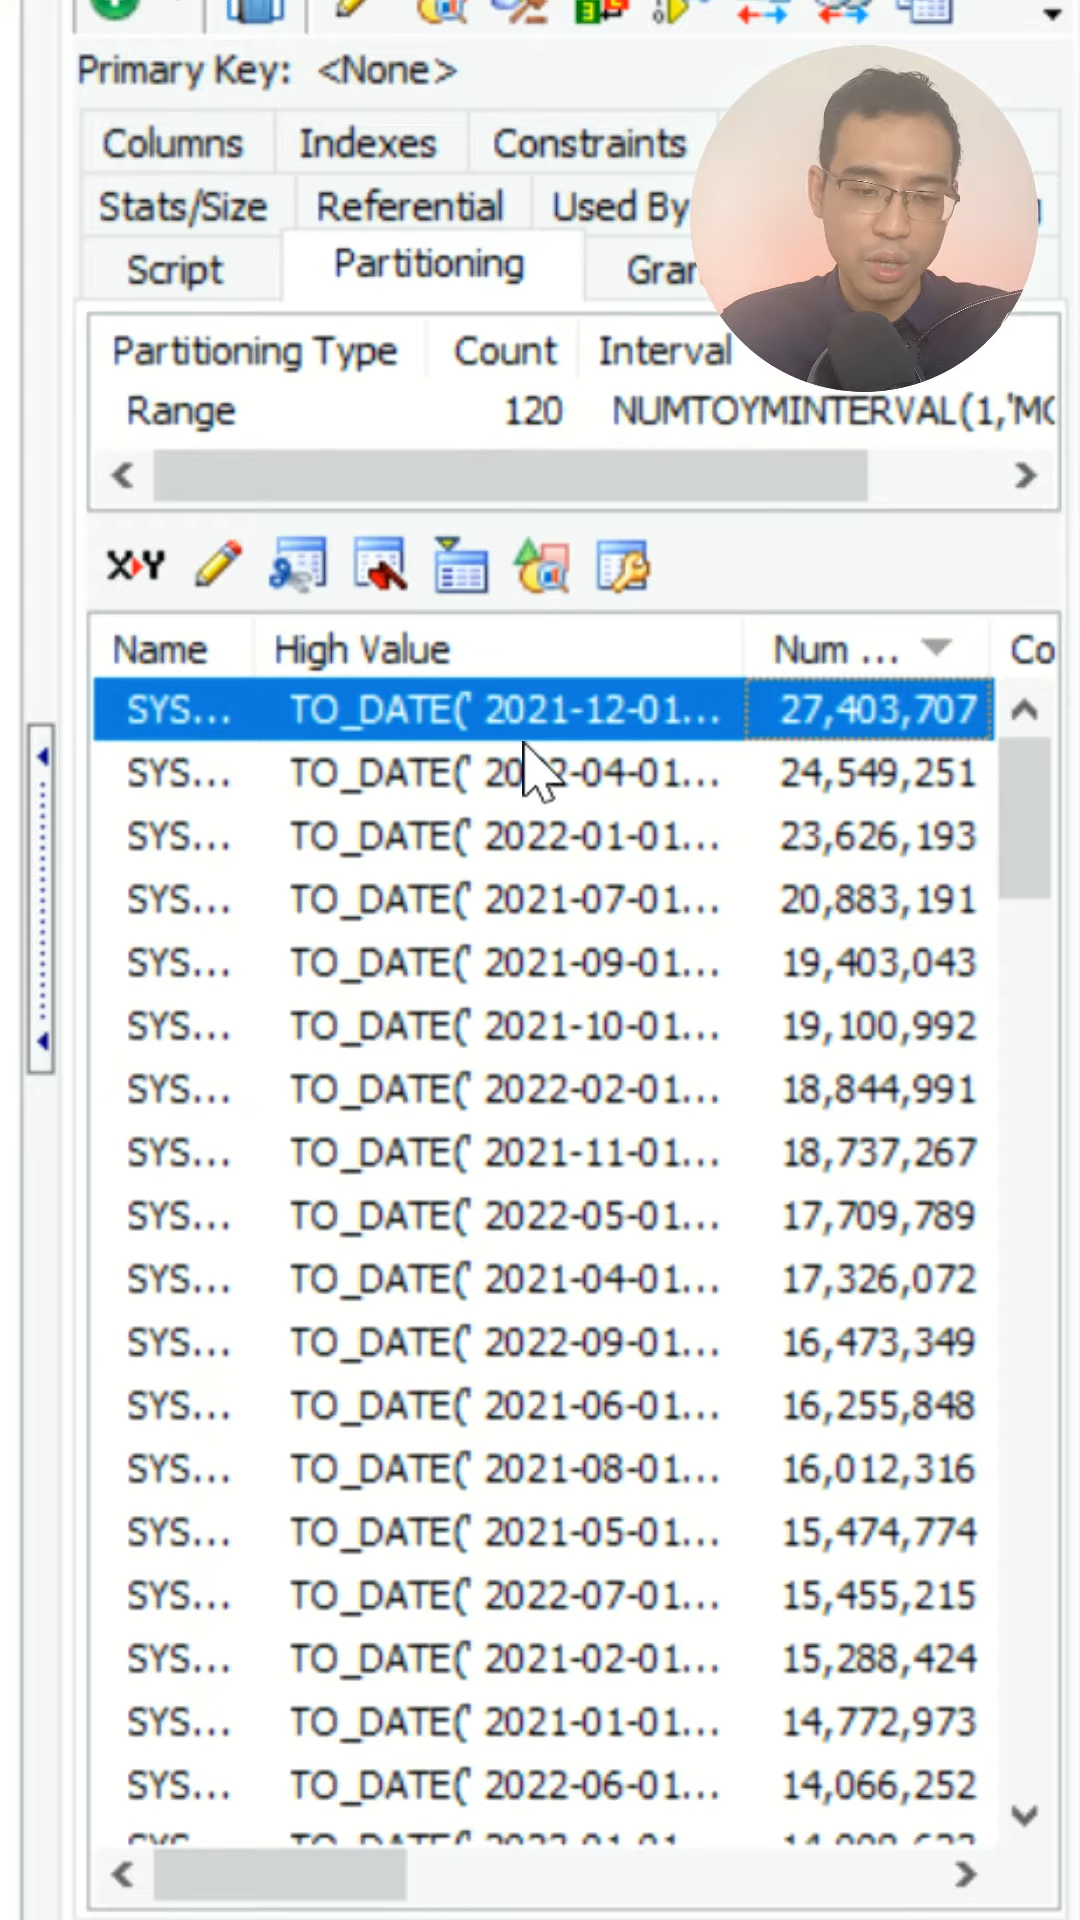 Primary Key: <None>
Columns Indexes Constraints
Stats/Size Referential Used By
Script Partitioning
Partitioning Type Count Interval
Range 120 NUMTOYMINTERVAL(1,'MO
X Y
Name High Value Num ... Co
SYS... TO_DATE(' 2021-12-01... 27,403,707
SYS... TO_DATE(' 2022-04-01... 24,549,251
SYS... TO_DATE(' 2022-01-01... 23,626,193
SYS... TO_DATE(' 2021-07-01... 20,883,191
SYS... TO_DATE(' 2021-09-01... 19,403,043
SYS... TO_DATE(' 2021-10-01... 19,100,992
SYS... TO_DATE(' 2022-02-01... 18,844,991
SYS... TO_DATE(' 2021-11-01... 18,737,267
SYS... TO_DATE(' 2022-05-01... 17,709,789
SYS... TO_DATE(' 2021-04-01... 17,326,072
SYS... TO_DATE(' 2022-09-01... 16,473,349
SYS... TO_DATE(' 2021-06-01... 16,255,848
SYS... TO_DATE(' 2021-08-01... 16,012,316
SYS... TO_DATE(' 2021-05-01... 15,474,774
SYS... TO_DATE(' 2022-07-01... 15,455,215
SYS... TO_DATE(' 2021-02-01... 15,288,424
SYS... TO_DATE(' 2021-01-01... 14,772,973
SYS... TO_DATE(' 2022-06-01... 14,066,252